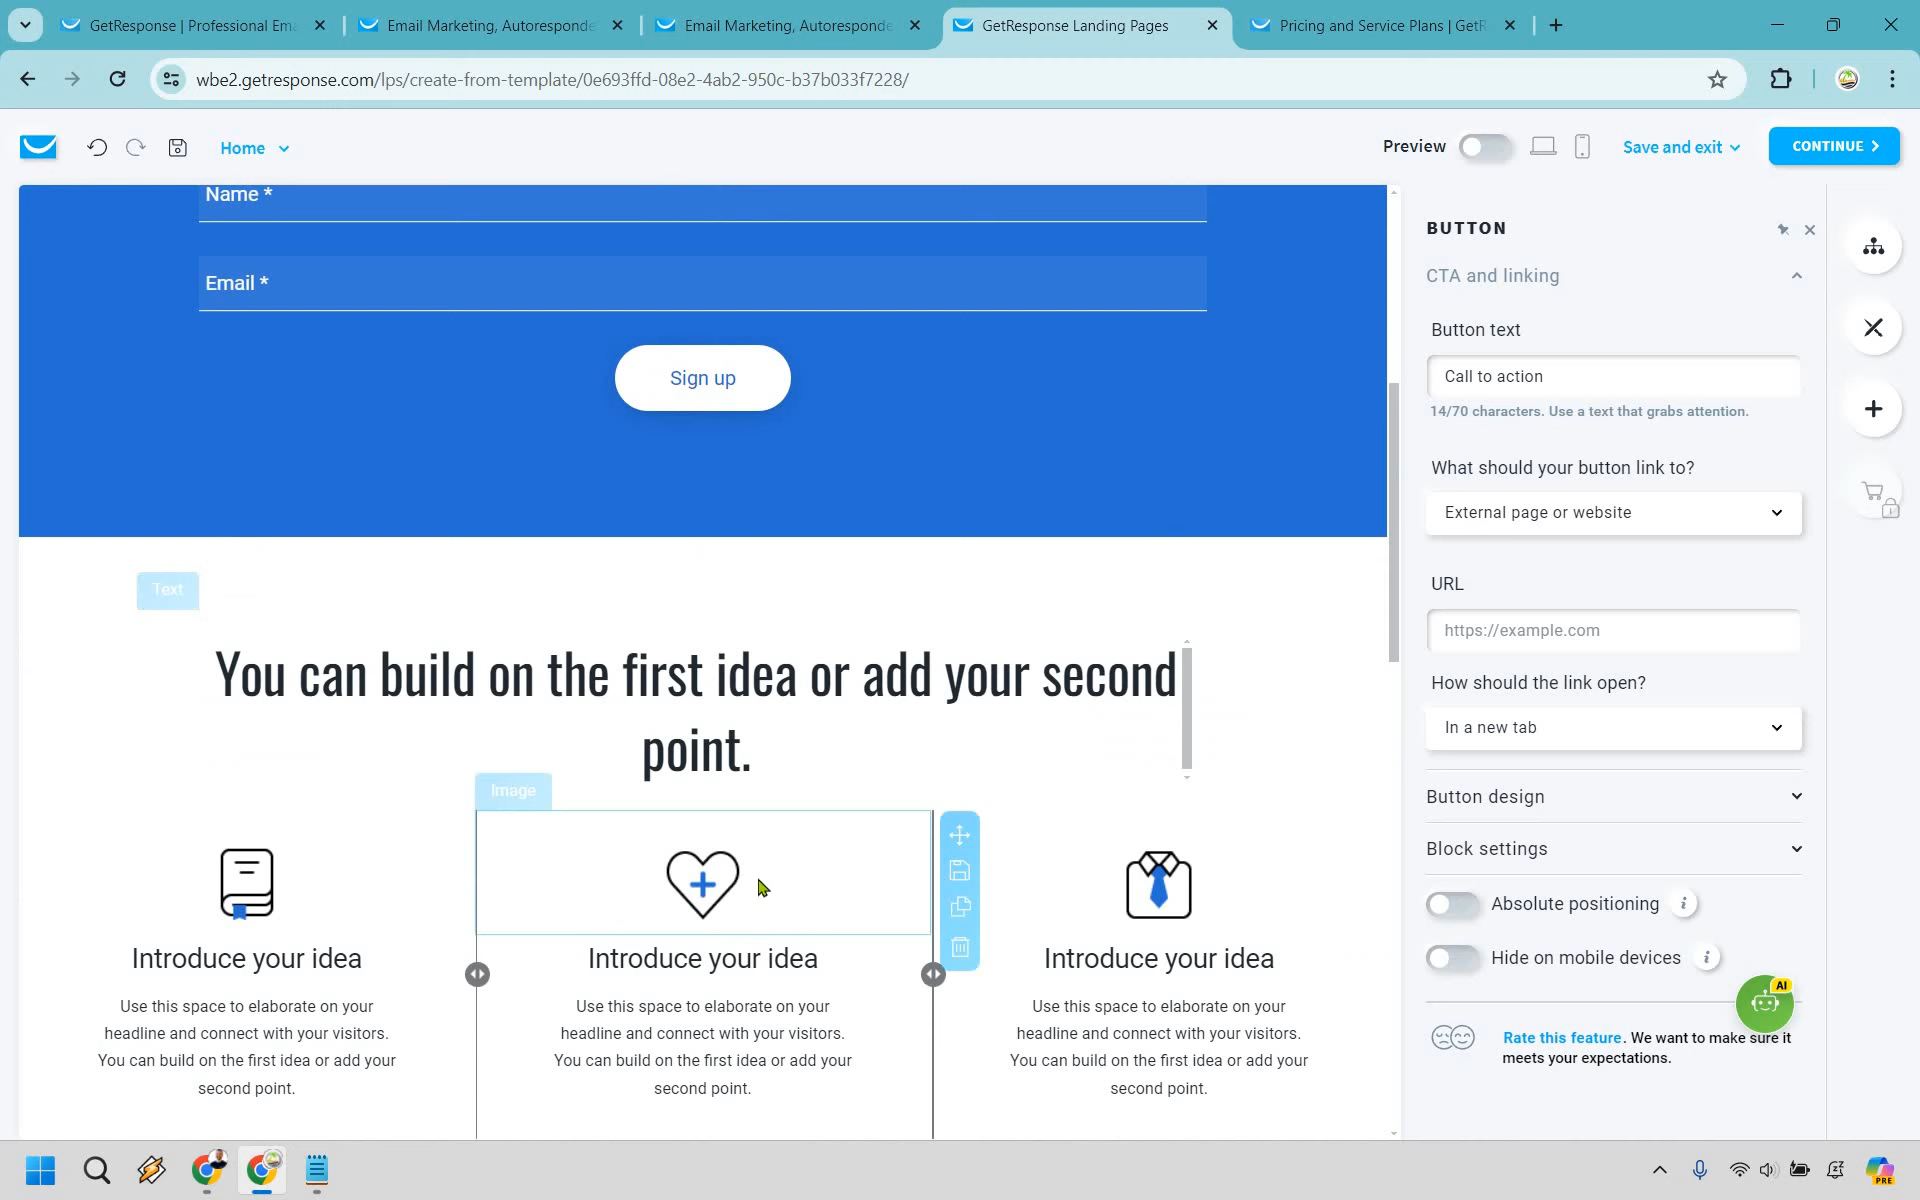 GetResponse | Professional Ema
Email Marketing, Autoresponde
Email Marketing, Autoresponde
GetResponse Landing Pages
Pricing and Service Plans | GetR
wbe2.getresponse.com/lps/create-from-template/0e693ffd-08e2-4ab2-950c-b37b033f7228/
Home
Preview
Save and exit
CONTINUE
Name *
Email *
Sign up
Text
You can build on the first idea or add your second
point.
Image
Introduce your idea
Use this space to elaborate on your
headline and connect with your visitors.
You can build on the first idea or add your
second point.
Introduce your idea
Use this space to elaborate on your
headline and connect with your visitors.
You can build on the first idea or add your
second point.
Introduce your idea
Use this space to elaborate on your
headline and connect with your visitors.
You can build on the first idea or add your
second point.
BUTTON
CTA and linking
Button text
Call to action
14/70 characters. Use a text that grabs attention.
What should your button link to?
External page or website
URL
https://example.com
How should the link open?
In a new tab
Button design
Block settings
Absolute positioning
i
Hide on mobile devices
i
AI
Rate this feature. We want to make sure it
meets your expectations.
PRE